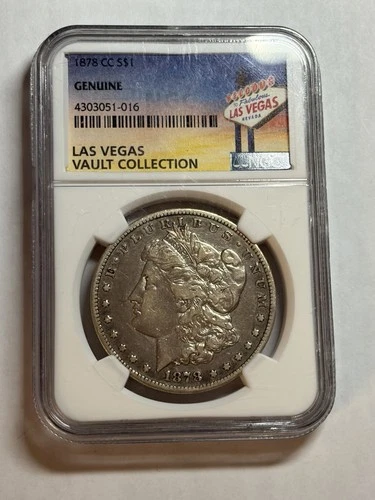 1878 CC S$1
GENUINE
4303051-016
LAS VEGAS
VAULT COLLECTION
WELCOME
to Fabulous
LAS VEGAS
NEVADA
NGC
E·PLURIBUS·UNUM
1878